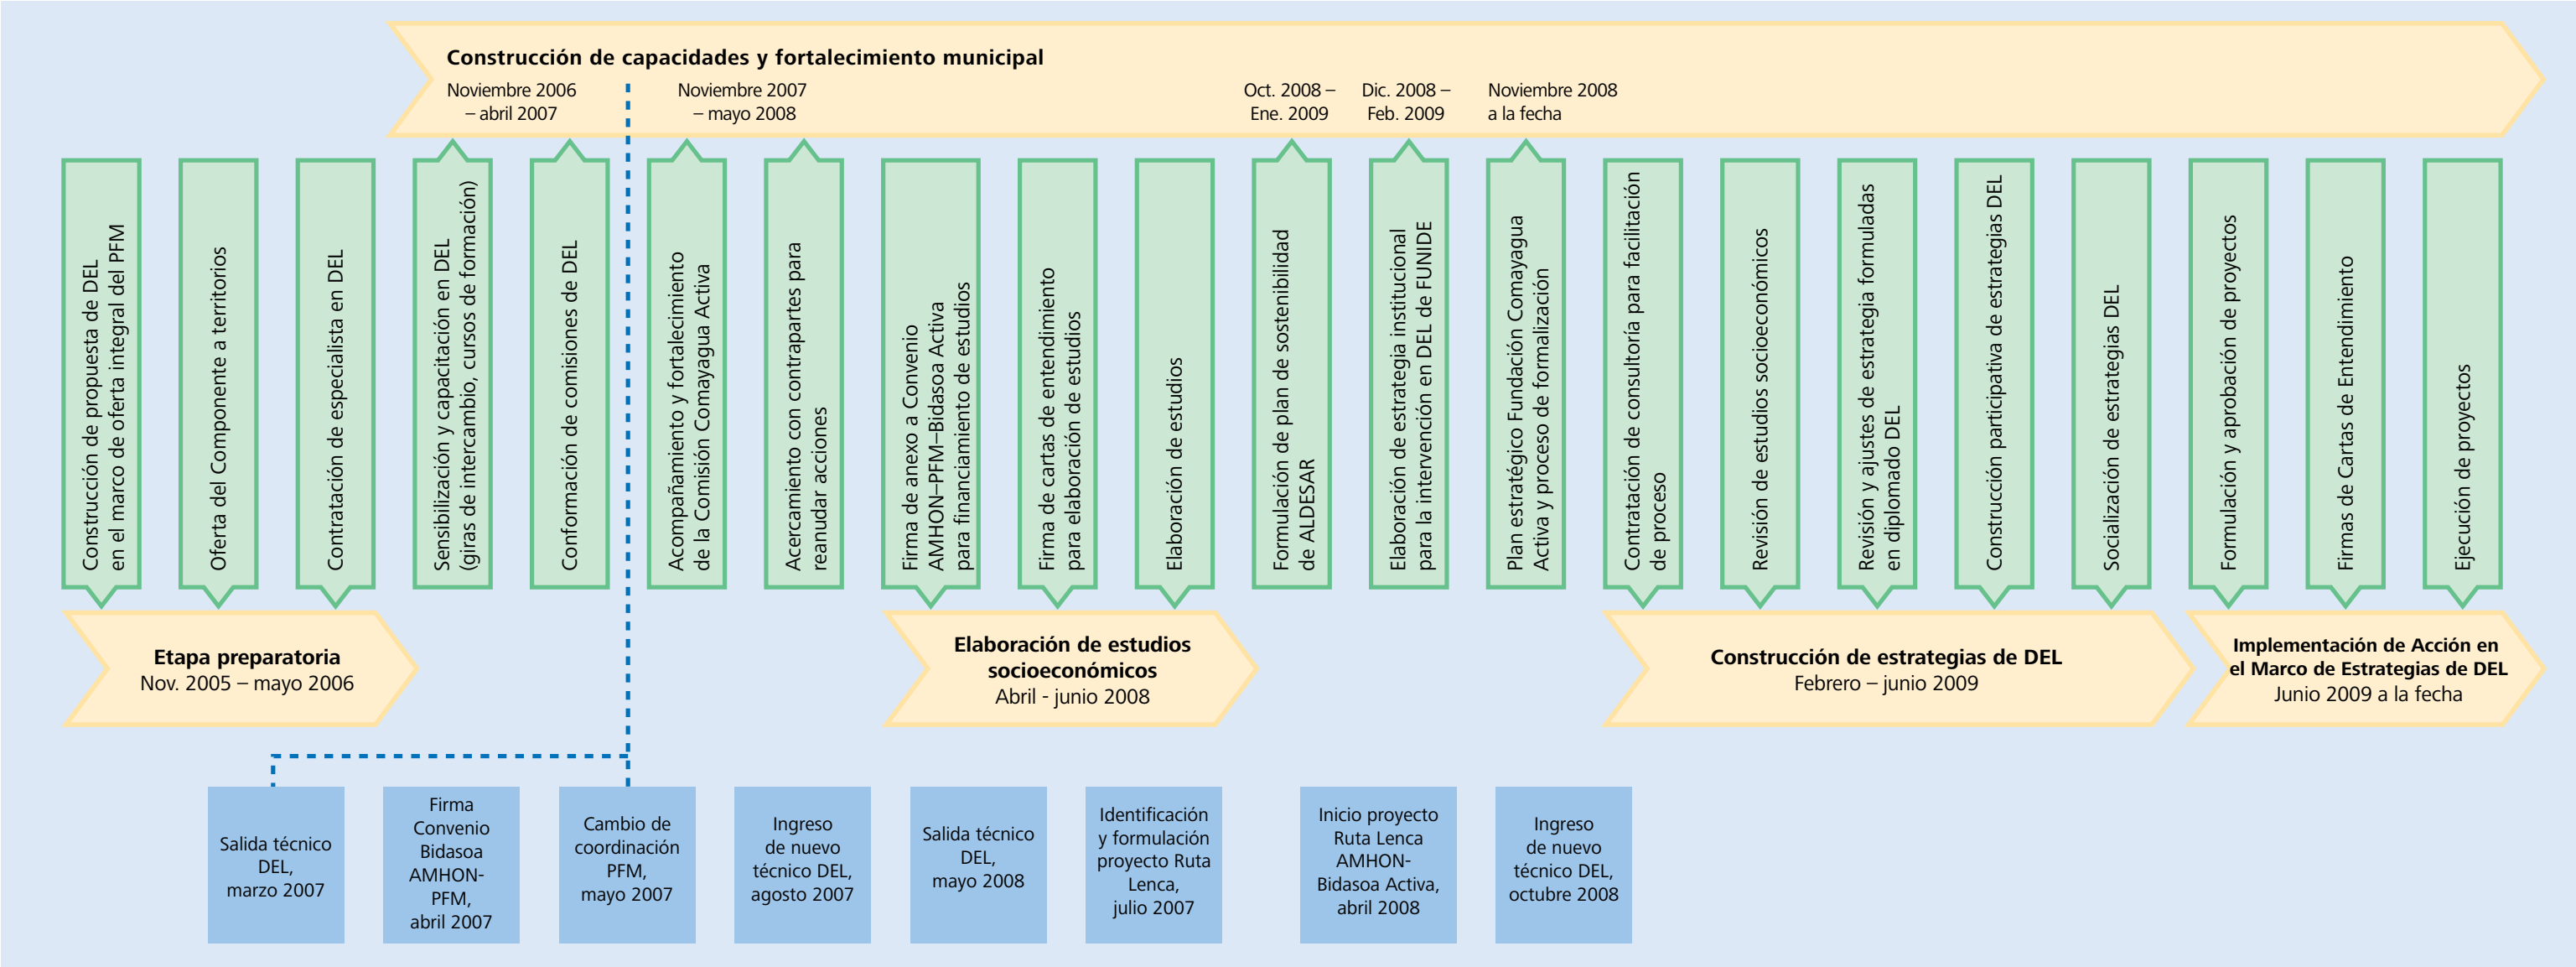 Construcción de capacidades y fortalecimiento municipal
Noviembre 2006
– abril 2007
Noviembre 2007
– mayo 2008
Oct. 2008 –
Ene. 2009
Dic. 2008 –
Feb. 2009
Noviembre 2008
a la fecha
Construcción de propuesta de DEL
en el marco de oferta integral del PFM
Oferta del Componente a territorios
Contratación de especialista en DEL
Sensibilización y capacitación en DEL
(giras de intercambio, cursos de formación)
Conformación de comisiones de DEL
Acompañamiento y fortalecimiento
de la Comisión Comayagua Activa
Acercamiento con contrapartes para
reanudar acciones
Firma de anexo a Convenio
AMHON–PFM–Bidasoa Activa
para financiamiento de estudios
Firma de cartas de entendimiento
para elaboración de estudios
Elaboración de estudios
Formulación de plan de sostenibilidad
de ALDESAR
Elaboración de estrategia institucional
para la intervención en DEL de FUNIDE
Plan estratégico Fundación Comayagua
Activa y proceso de formalización
Contratación de consultoría para facilitación
de proceso
Revisión de estudios socioeconómicos
Revisión y ajustes de estrategia formuladas
en diplomado DEL
Construcción participativa de estrategias DEL
Socialización de estrategias DEL
Formulación y aprobación de proyectos
Firmas de Cartas de Entendimiento
Ejecución de proyectos
Etapa preparatoria
Nov. 2005 – mayo 2006
Elaboración de estudios
socioeconómicos
Abril - junio 2008
Construcción de estrategias de DEL
Febrero – junio 2009
Implementación de Acción en
el Marco de Estrategias de DEL
Junio 2009 a la fecha
Salida técnico
DEL,
marzo 2007
Firma
Convenio
Bidasoa
AMHON-
PFM,
abril 2007
Cambio de
coordinación
PFM,
mayo 2007
Ingreso
de nuevo
técnico DEL,
agosto 2007
Salida técnico
DEL,
mayo 2008
Identificación
y formulación
proyecto Ruta
Lenca,
julio 2007
Inicio proyecto
Ruta Lenca
AMHON-
Bidasoa Activa,
abril 2008
Ingreso
de nuevo
técnico DEL,
octubre 2008